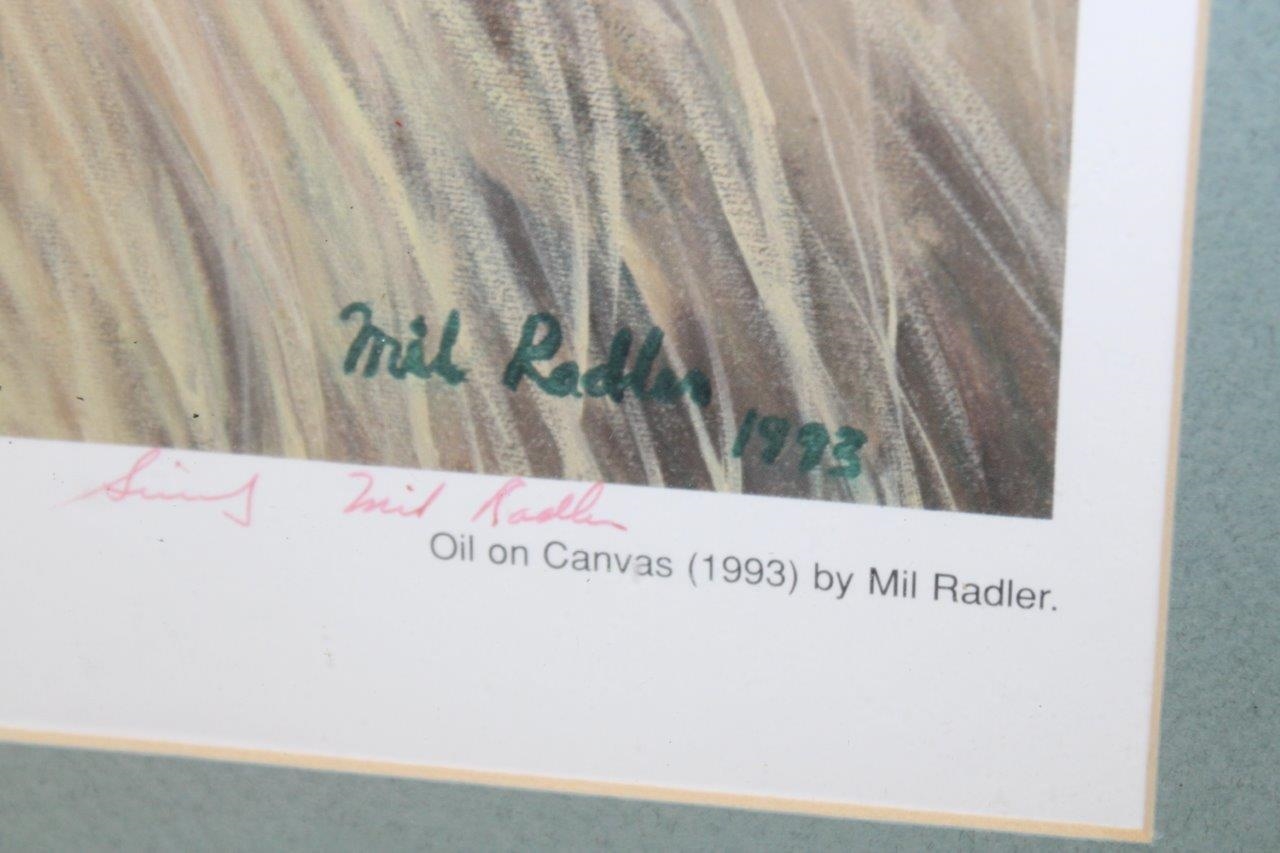 Mil Radler
1993
Mil Radler
Oil on Canvas (1993) by Mil Radler.